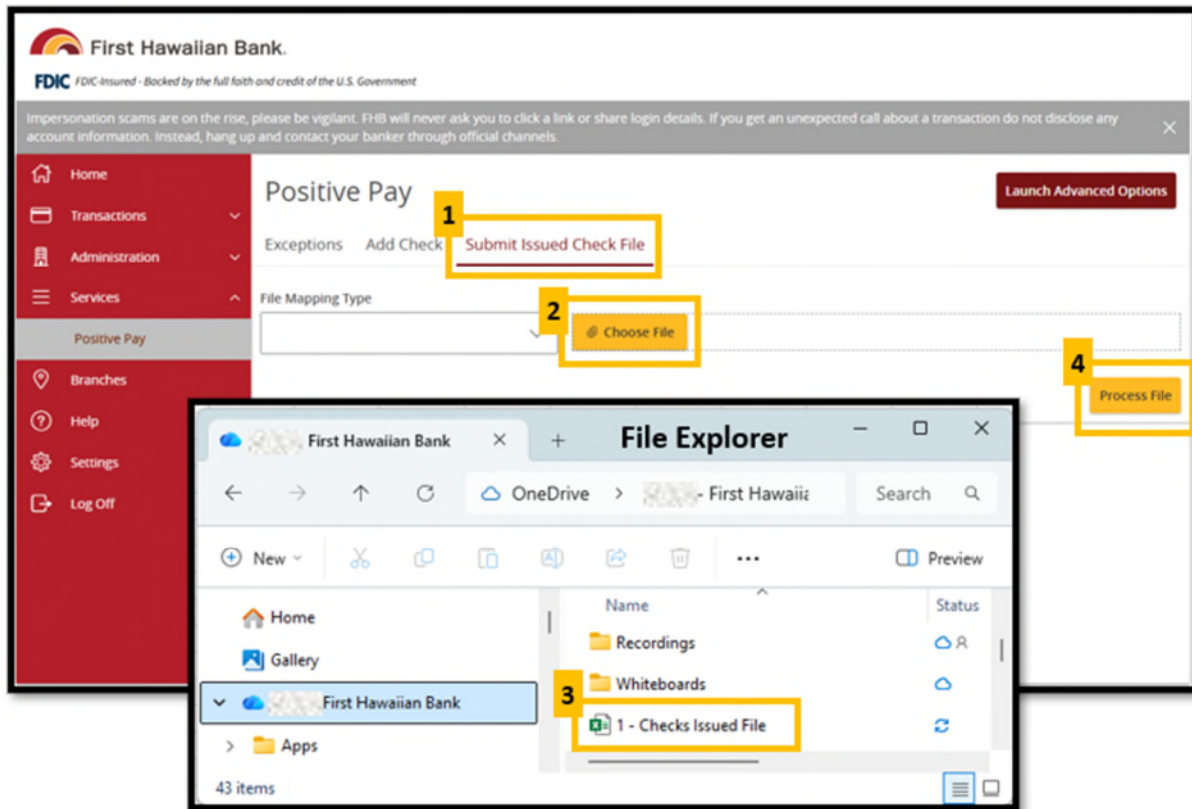 First Hawaiian Bank.
FDIC FDIC-Insured - Backed by the full faith and credit of the U.S. Government
Impersonation scams are on the rise, please be vigilant. FHB will never ask you to click a link or share login details. If you get an unexpected call about a transaction do not disclose any
account information. Instead, hang up and contact your banker through official channels.
Home
Transactions
Administration
Services
Positive Pay
Branches
Help
Settings
Log Off
Positive Pay
Launch Advanced Options
1
Exceptions Add Check Submit Issued Check File
File Mapping Type
2
Choose File
4
Process File
First Hawaiian Bank
File Explorer
OneDrive > - First Hawaiia
Search
New
Preview
Home
Gallery
First Hawaiian Bank
Apps
Name Status
Recordings
Whiteboards
3
1 - Checks Issued File
43 items